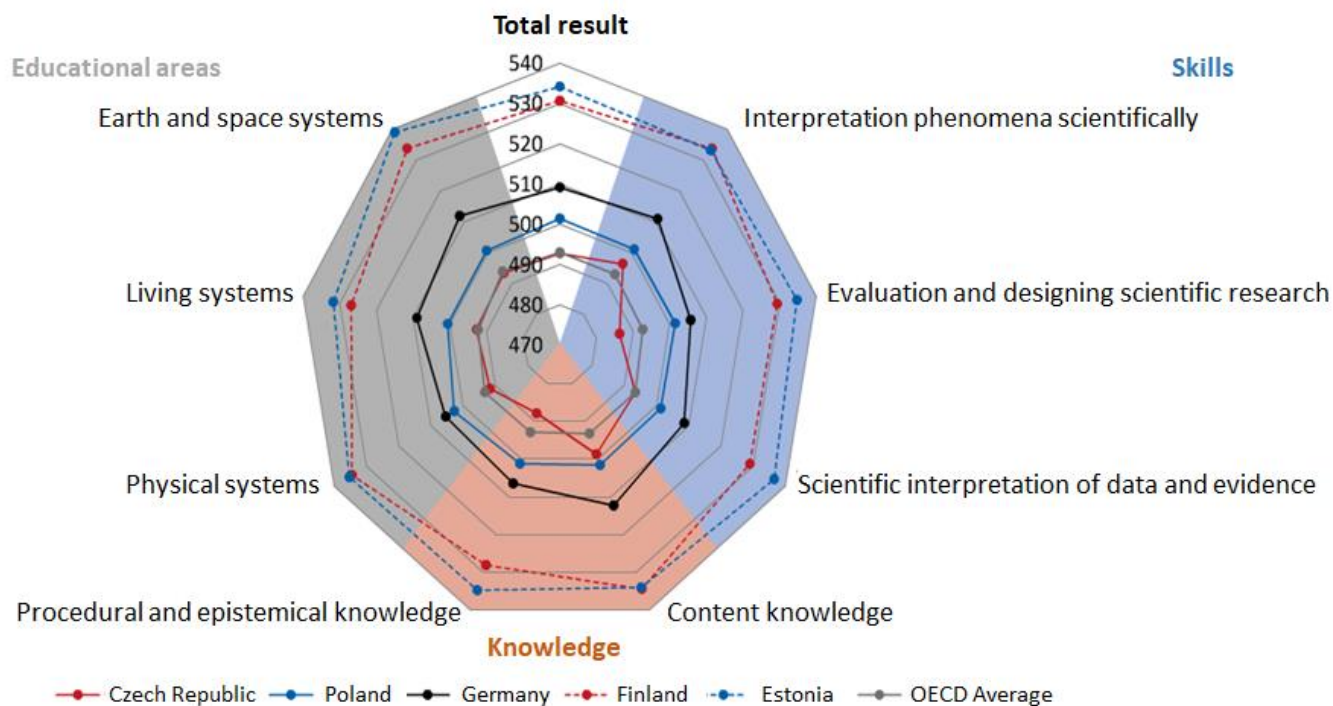 Total result
Educational areas
Skills
540
530
520
510
500
490
480
470
Earth and space systems
Interpretation phenomena scientifically
Living systems
Evaluation and designing scientific research
Physical systems
Scientific interpretation of data and evidence
Procedural and epistemical knowledge
Content knowledge
Knowledge
Czech Republic
Poland
Germany
Finland
Estonia
OECD Average